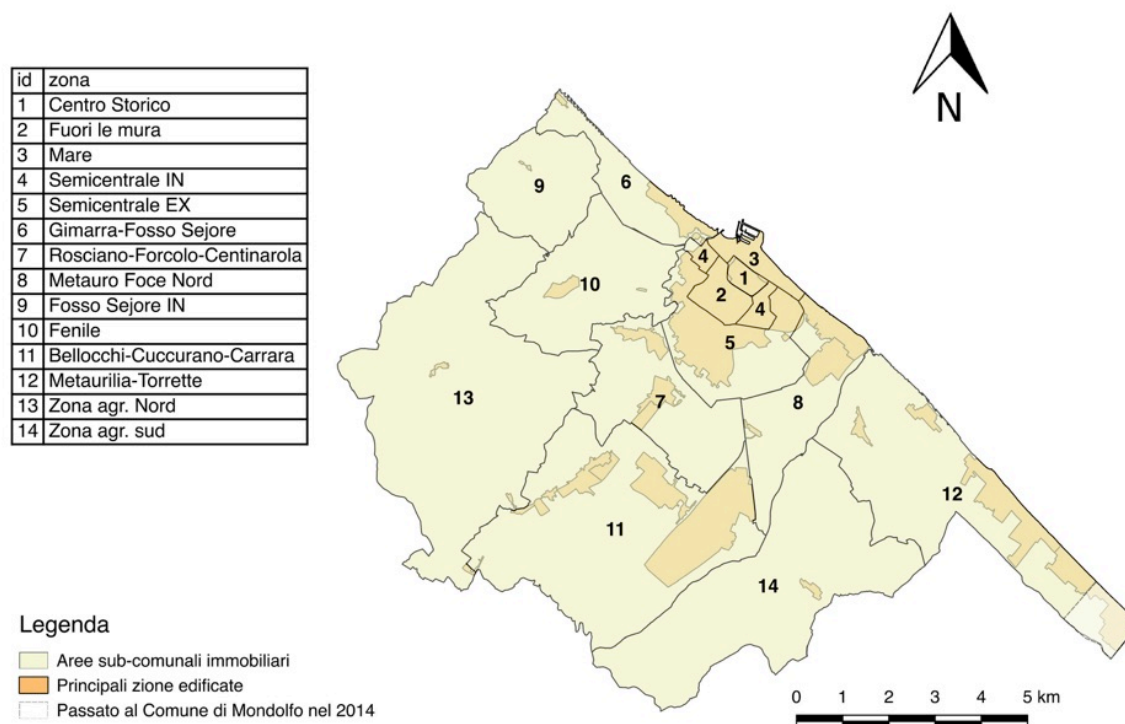 N
id zona
1 Centro Storico
2 Fuori le mura
3 Mare
4 Semicentrale IN
5 Semicentrale EX
6 Gimarra-Fosso Sejore
7 Rosciano-Forcolo-Centinarola
8 Metauro Foce Nord
9 Fosso Sejore IN
10 Fenile
11 Bellocchi-Cuccurano-Carrara
12 Metaurilia-Torrette
13 Zona agr. Nord
14 Zona agr. sud
9
6
4
3
1
10
2
4
5
13
7
8
12
11
14
Legenda
Aree sub-comunali immobiliari
Principali zione edificate
Passato al Comune di Mondolfo nel 2014
0 1 2 3 4 5 km